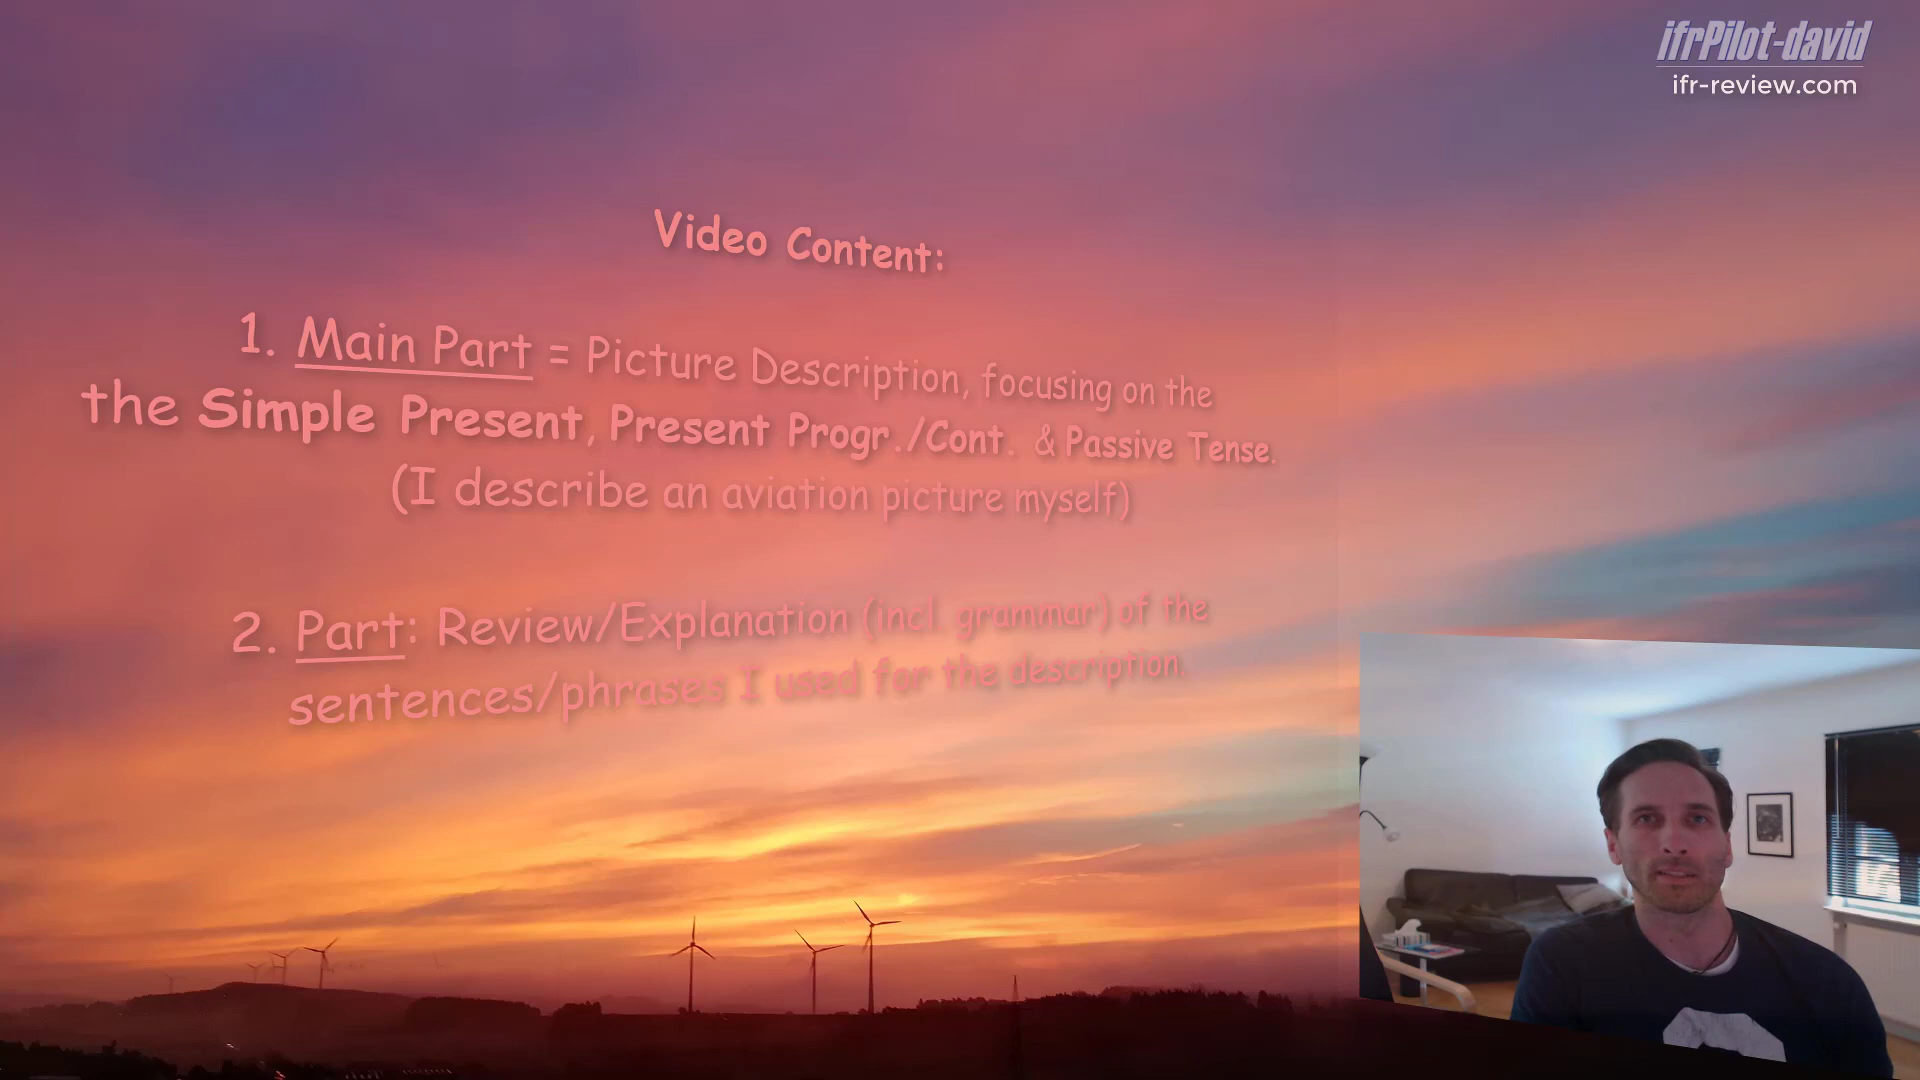 ifrPilot-david
ifr-review.com
Video Content:
1. Main Part = Picture Description, focusing on the
the Simple Present, Present Progr./Cont. & Passive Tense.
(I describe an aviation picture myself)
2. Part: Review/Explanation (incl. grammar) of the
sentences/phrases I used for the description.